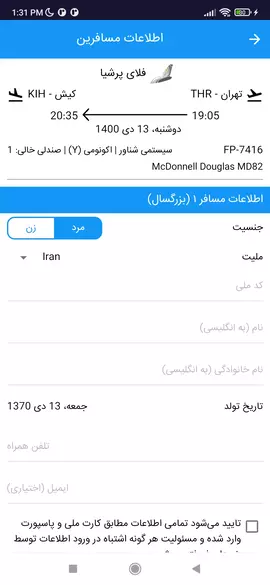 1:31 PM
اطلاعات مسافرین
فلای پرشیا
تهران - THR
کیش - KIH
19:05
20:35
دوشنبه، 13 دی 1400
FP-7416
سیستمی شناور | اکونومی (Y) | صندلی خالی: 1
McDonnell Douglas MD82
اطلاعات مسافر ۱ (بزرگسال)
جنسیت
مرد
زن
ملیت
Iran
کد ملی
نام (به انگلیسی)
نام خانوادگی (به انگلیسی)
تاریخ تولد
جمعه، 13 دی 1370
تلفن همراه
ایمیل (اختیاری)
تایید می‌شود تمامی اطلاعات مطابق کارت ملی و پاسپورت
وارد شده و مسئولیت هر گونه اشتباه در ورود اطلاعات توسط